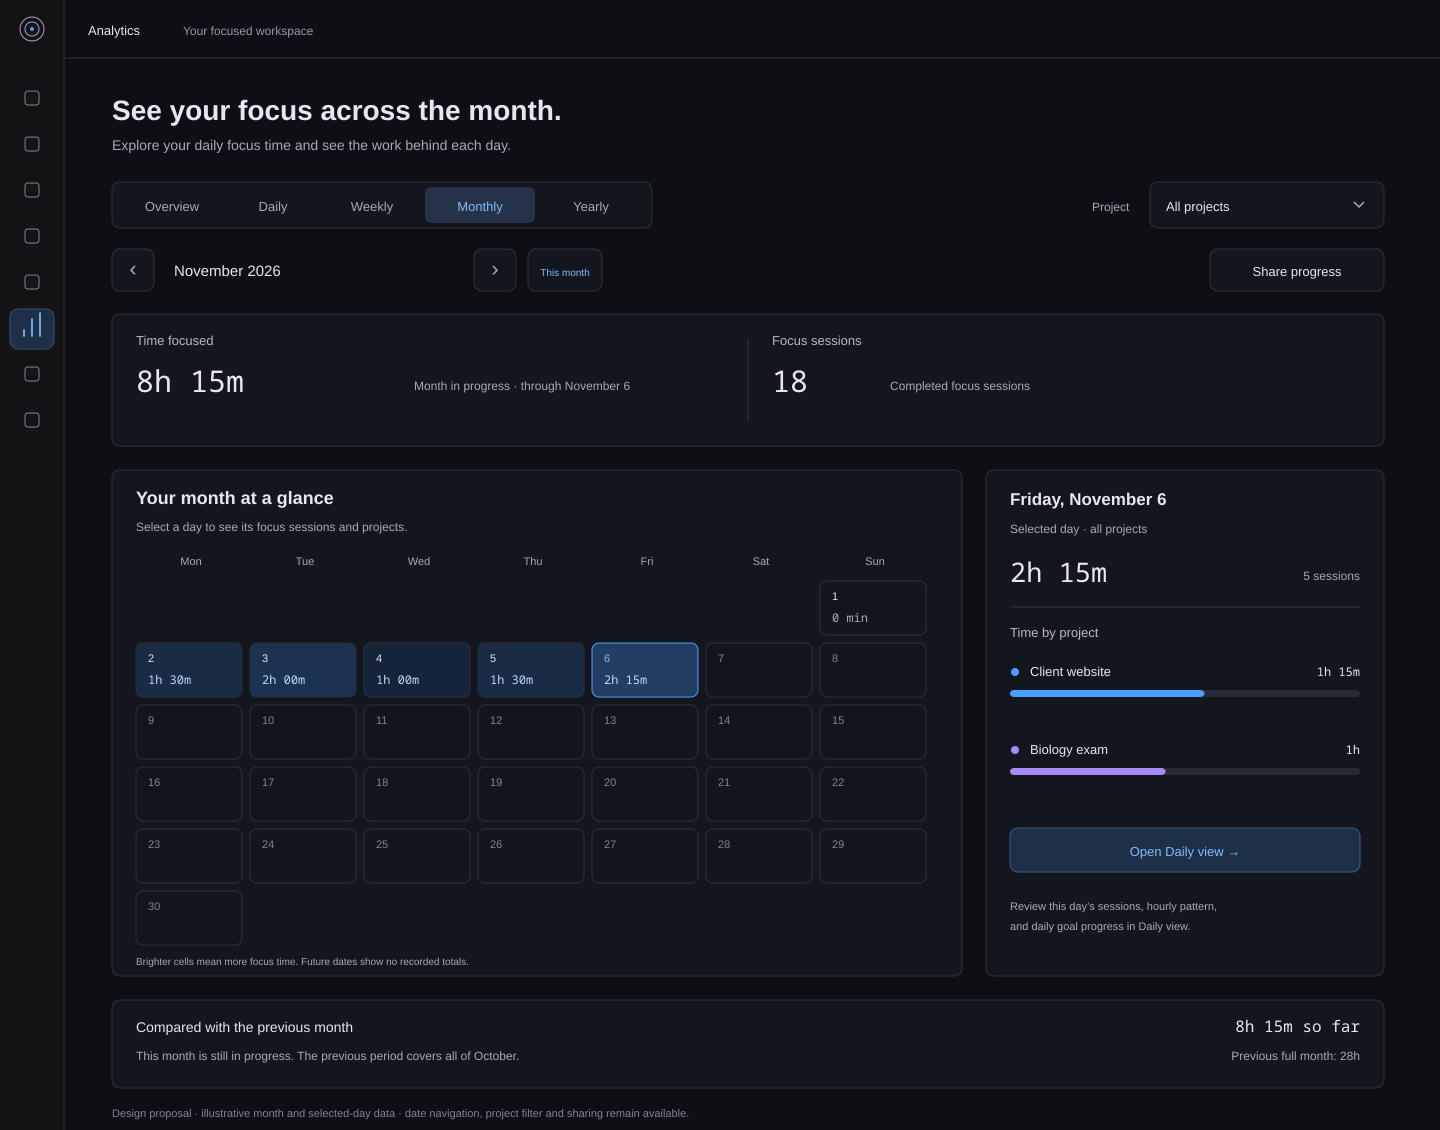 Analytics
Your focused workspace
See your focus across the month.
Explore your daily focus time and see the work behind each day.
Overview
Daily
Weekly
Monthly
Yearly
Project
All projects
November 2026
This month
Share progress
Time focused
8h 15m
Month in progress · through November 6
Focus sessions
18
Completed focus sessions
Your month at a glance
Select a day to see its focus sessions and projects.
Mon
Tue
Wed
Thu
Fri
Sat
Sun
1
0 min
2
1h 30m
3
2h 00m
4
1h 00m
5
1h 30m
6
2h 15m
7
8
9
10
11
12
13
14
15
16
17
18
19
20
21
22
23
24
25
26
27
28
29
30
Brighter cells mean more focus time. Future dates show no recorded totals.
Friday, November 6
Selected day · all projects
2h 15m
5 sessions
Time by project
Client website
1h 15m
Biology exam
1h
Open Daily view →
Review this day's sessions, hourly pattern,
and daily goal progress in Daily view.
Compared with the previous month
8h 15m so far
This month is still in progress. The previous period covers all of October.
Previous full month: 28h
Design proposal · illustrative month and selected-day data · date navigation, project filter and sharing remain available.